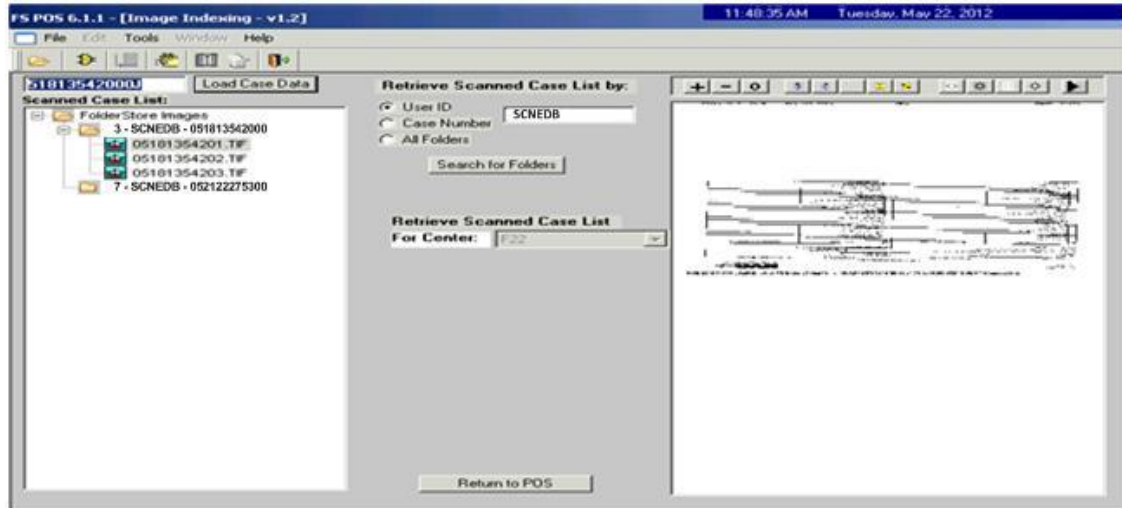 FS POS 6.1.1 - [Image Indexing - v1.2]
11:48:35 AM Tuesday, May 22, 2012
File Edit Tools Window Help
51813542000J Load Case Data
Scanned Case List:
FolderStore Images
3 - SCNEDB - 051813542000
05181354201.TIF
05181354202.TIF
05181354203.TIF
7 - SCNEDB - 052122275300
Retrieve Scanned Case List by:
User ID SCNEDB
Case Number
All Folders
Search for Folders
Retrieve Scanned Case List
For Center: F22
Return to POS